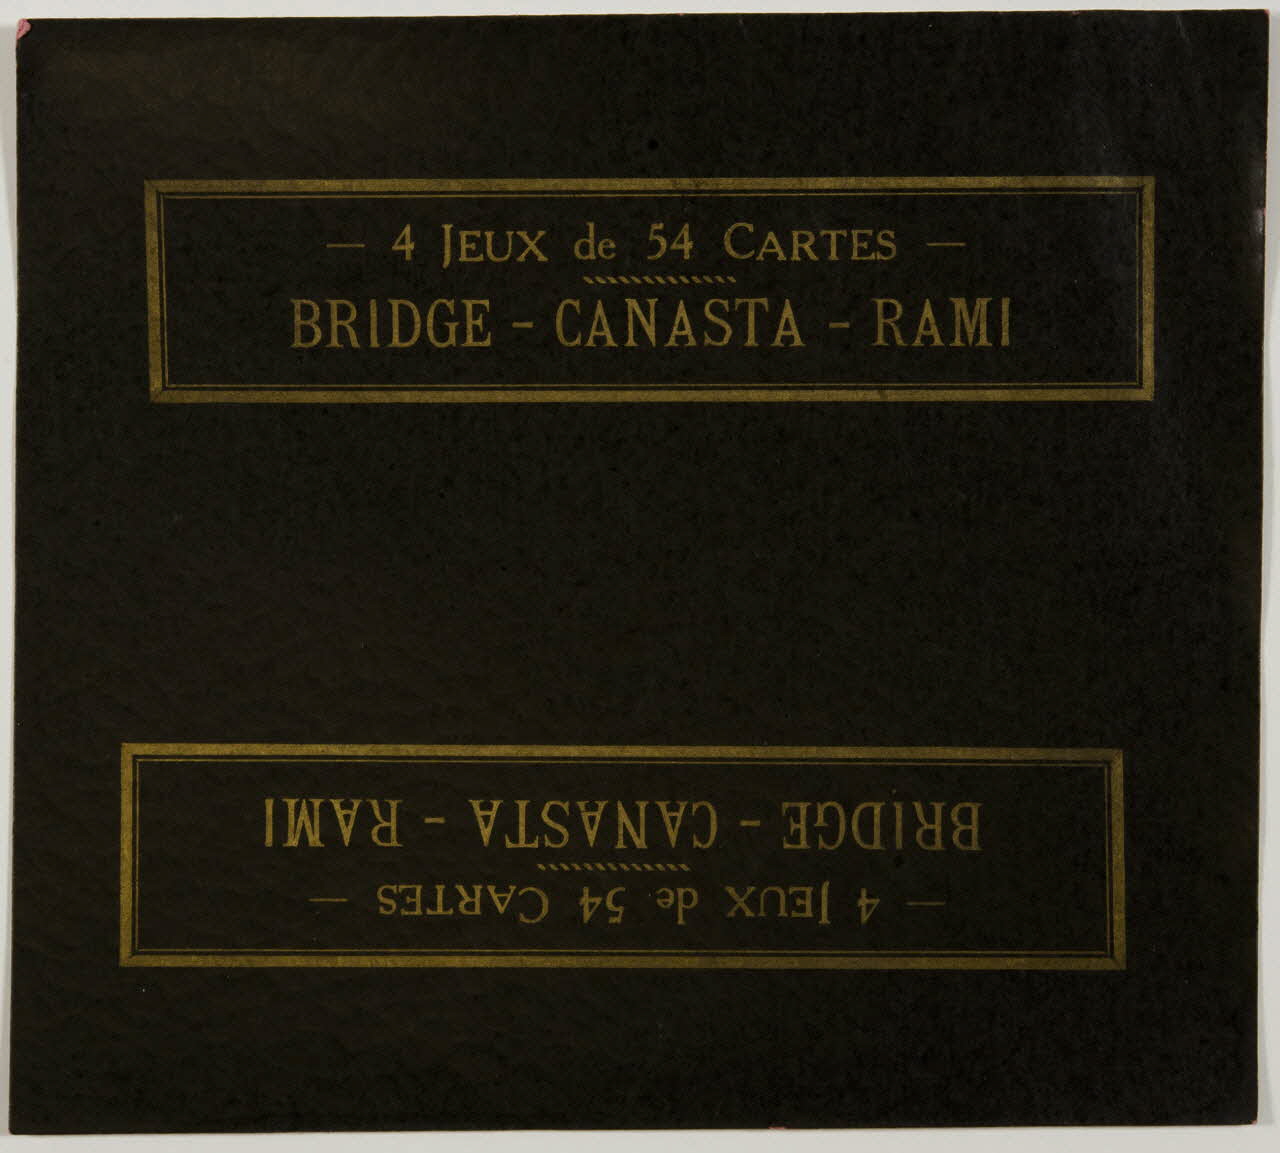 — 4 JEUX de 54 CARTES —
BRIDGE - CANASTA - RAMI
— 4 JEUX de 54 CARTES —
BRIDGE - CANASTA - RAMI